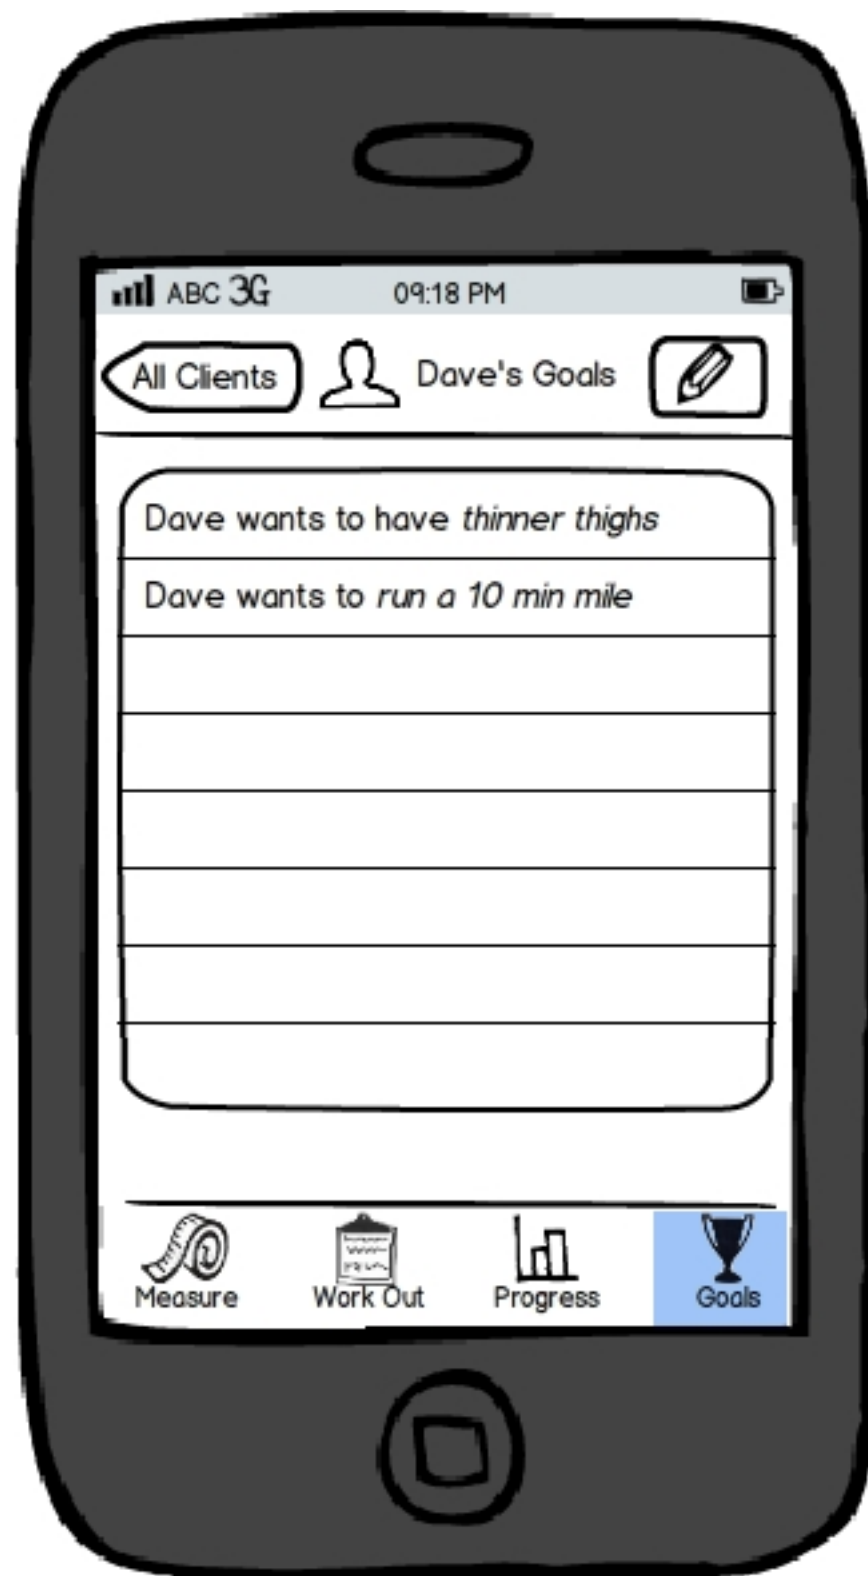 ABC 3G 09:18 PM
All Clients Dave's Goals
Dave wants to have thinner thighs
Dave wants to run a 10 min mile
Measure Work Out Progress Goals